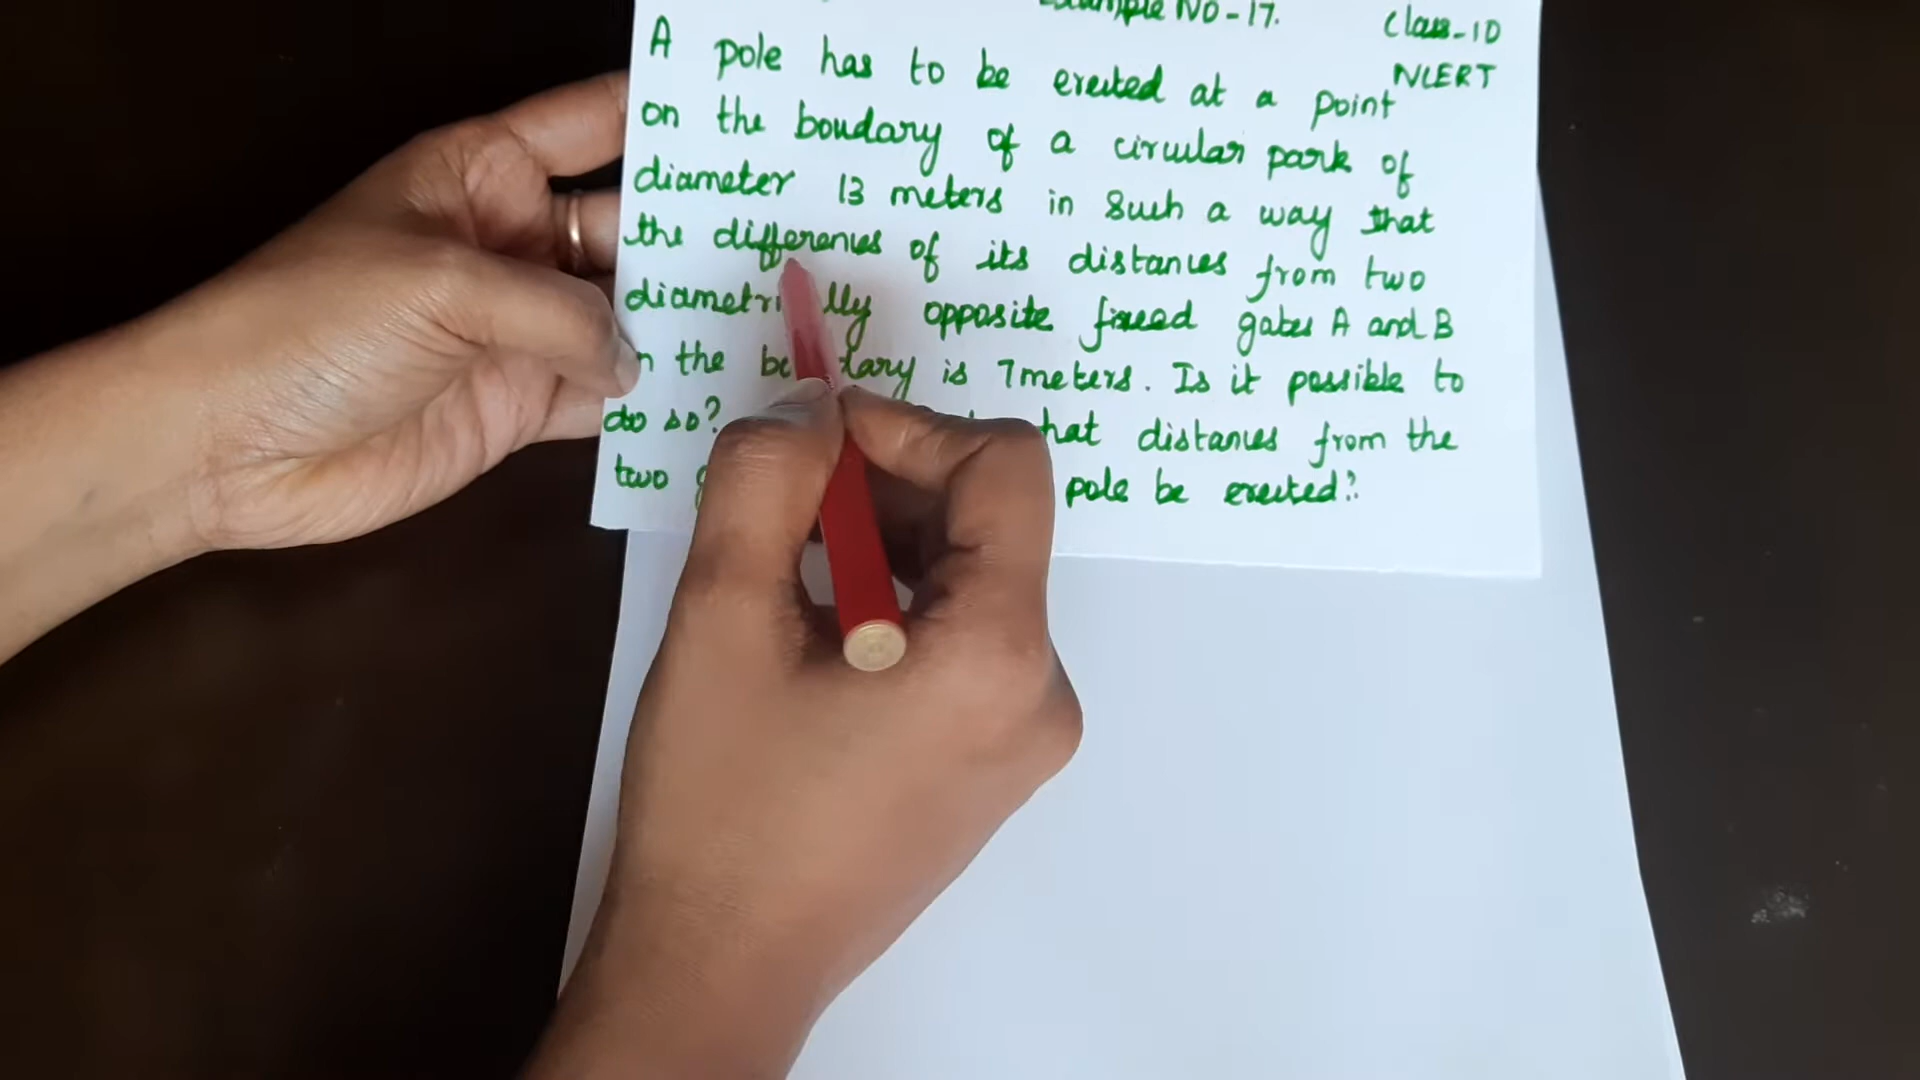 Example NO-17. Class-10
NCERT
A pole has to be erected at a point
on the boudary of a circular park of
diameter 13 meters in such a way that
the differences of its distances from two
diametri lly opposite fixed gates A and B
n the bo dary is 7meters. Is it possible to
do so? hat distances from the
two pole be erected?